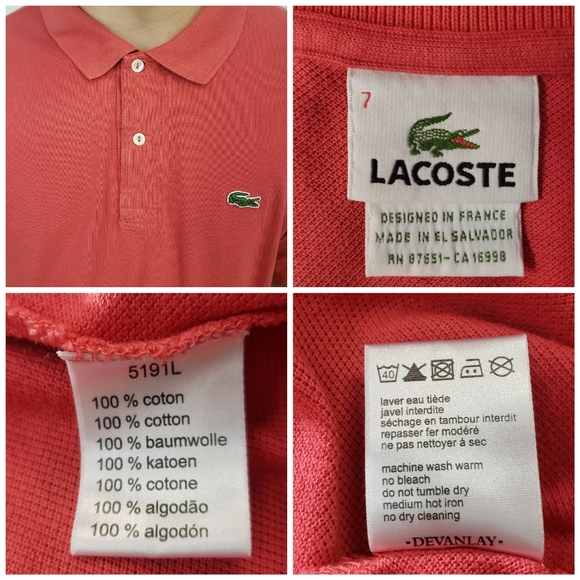 7
LACOSTE
DESIGNED IN FRANCE
MADE IN EL SALVADOR
RN 87651-CA 16998
5191L
100 % coton
100 % cotton
100 % baumwolle
100 % katoen
100 % cotone
100 % algodão
100 % algodón
40
laver eau tiède
javel interdite
séchage en tambour interdit
repasser fer modéré
ne pas nettoyer à sec
machine wash warm
no bleach
do not tumble dry
medium hot iron
no dry cleaning
·DEVANLAY·